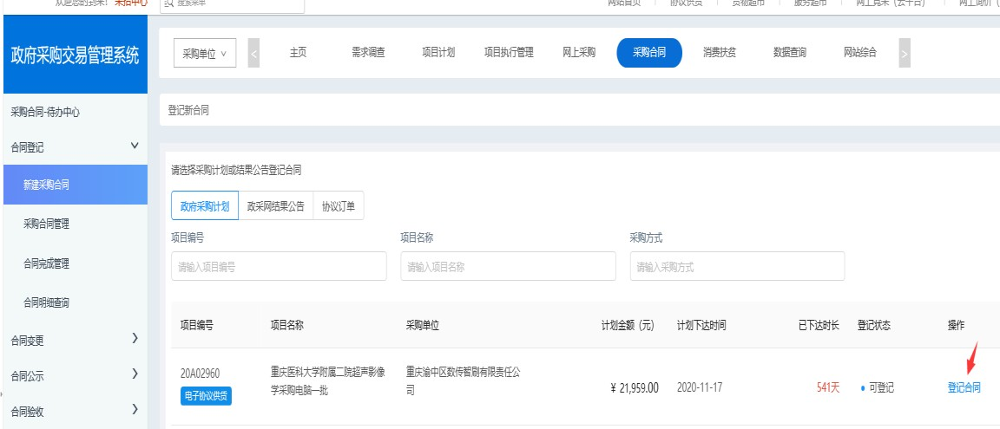 欢迎您的到来! 采招中心
搜索菜单
网站首页 协议供货 货物超市 服务超市 网上竞采（云平台） 网上询价（
政府采购交易管理系统
采购单位
主页 需求调查 项目计划 项目执行管理 网上采购 采购合同 消费扶贫 数据查询 网站综合
采购合同-待办中心
合同登记
新建采购合同
采购合同管理
合同完成管理
合同明细查询
合同变更
合同公示
合同验收
登记新合同
请选择采购计划或结果公告登记合同
政府采购计划 政采网结果公告 协议订单
项目编号 项目名称 采购方式
请输入项目编号 请输入项目名称 请输入采购方式
项目编号 项目名称 采购单位 计划金额（元） 计划下达时间 已下达时长 登记状态 操作
20A02960
电子协议供货
重庆医科大学附属二院超声影像
学采购电脑一批
重庆渝中区数传智刷有限责任公
司
¥ 21,959.00
2020-11-17
541天
可登记
登记合同